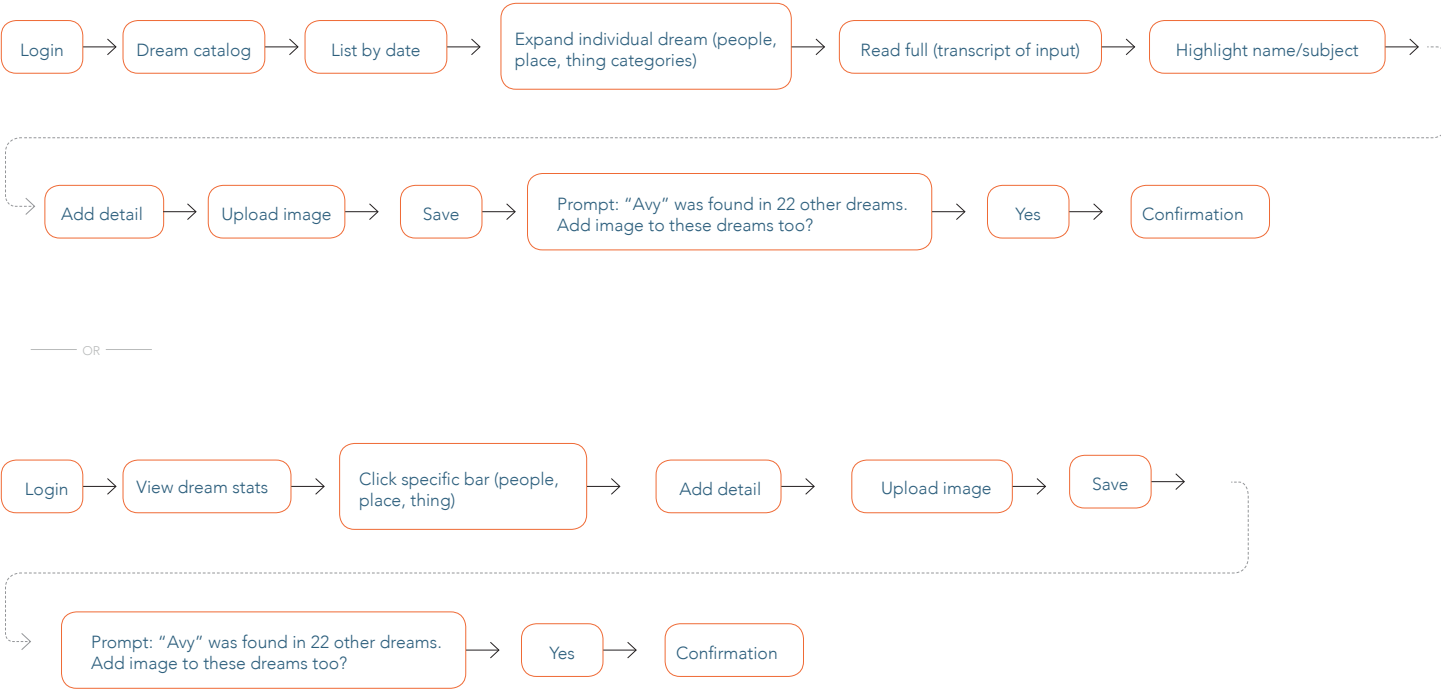 Login
Dream catalog
List by date
Expand individual dream (people,
place, thing categories)
Read full (transcript of input)
Highlight name/subject
Add detail
Upload image
Save
Prompt: “Avy” was found in 22 other dreams.
Add image to these dreams too?
Yes
Confirmation
OR
Login
View dream stats
Click specific bar (people,
place, thing)
Add detail
Upload image
Save
Prompt: “Avy” was found in 22 other dreams.
Add image to these dreams too?
Yes
Confirmation